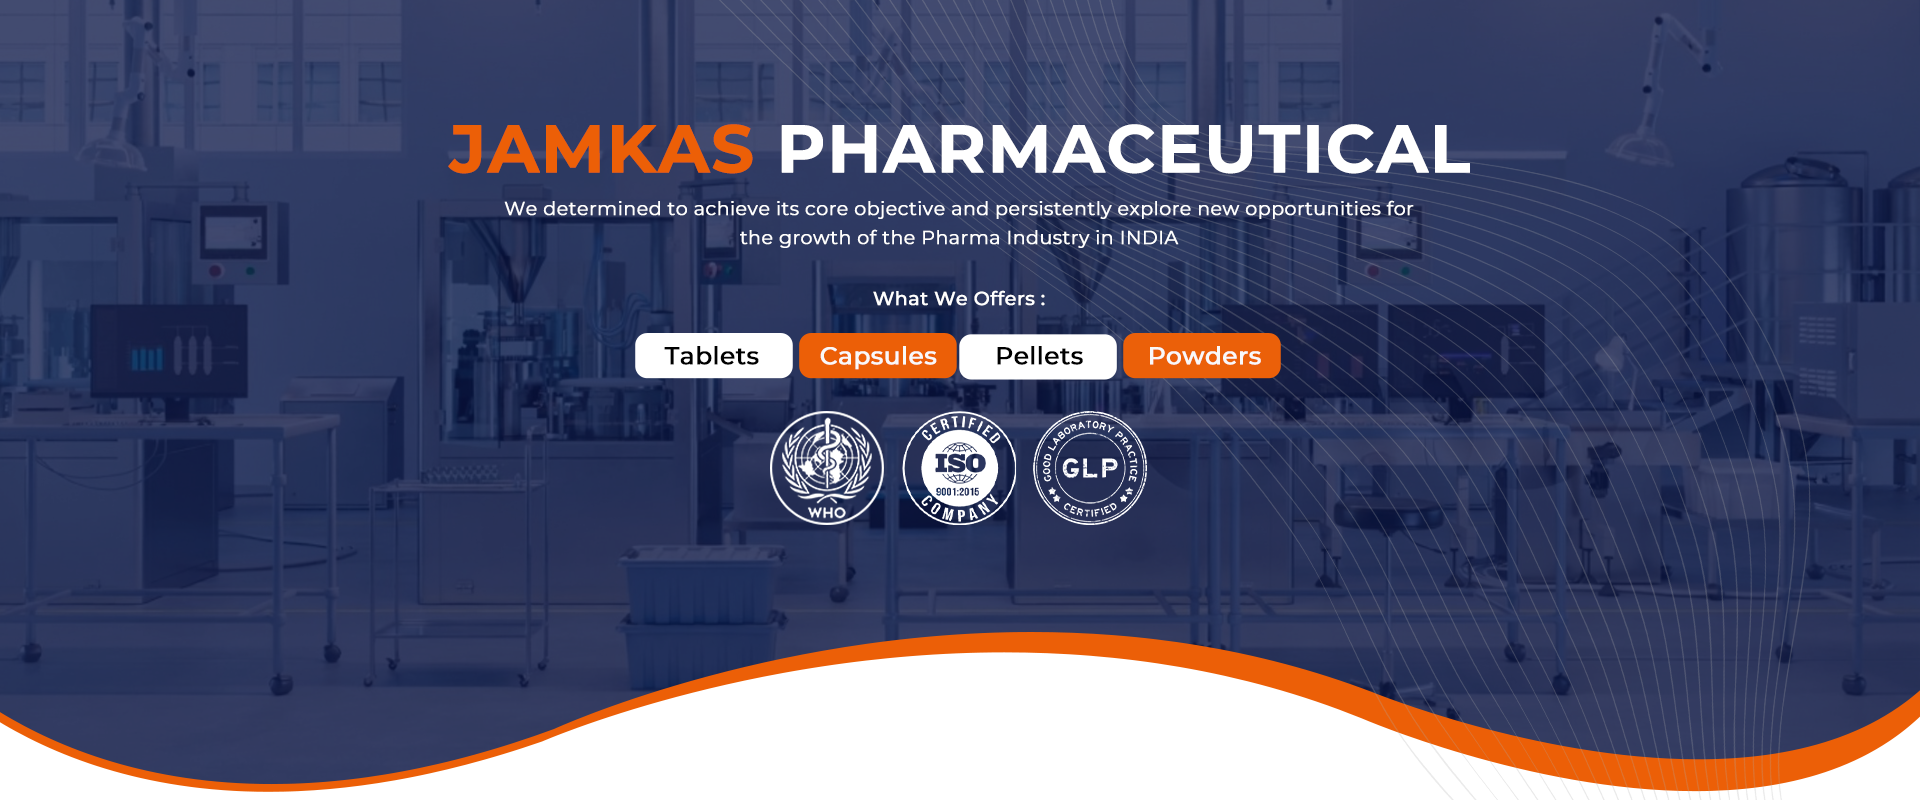 JAMKAS PHARMACEUTICAL
We determined to achieve its core objective and persistently explore new opportunities for
the growth of the Pharma Industry in INDIA
What We Offers :
Tablets Capsules Pellets Powders
WHO
CERTIFIED
ISO
9001:2015
COMPANY
GOOD LABORATORY PRACTICE
GLP
CERTIFIED